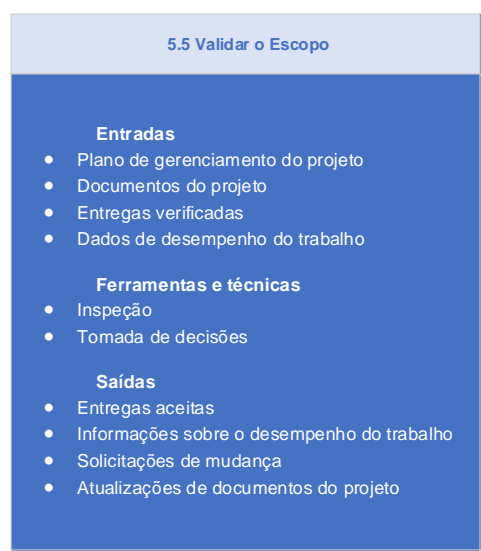 5.5 Validar o Escopo
Entradas
● Plano de gerenciamento do projeto
● Documentos do projeto
● Entregas verificadas
● Dados de desempenho do trabalho
Ferramentas e técnicas
● Inspeção
● Tomada de decisões
Saídas
● Entregas aceitas
● Informações sobre o desempenho do trabalho
● Solicitações de mudança
● Atualizações de documentos do projeto